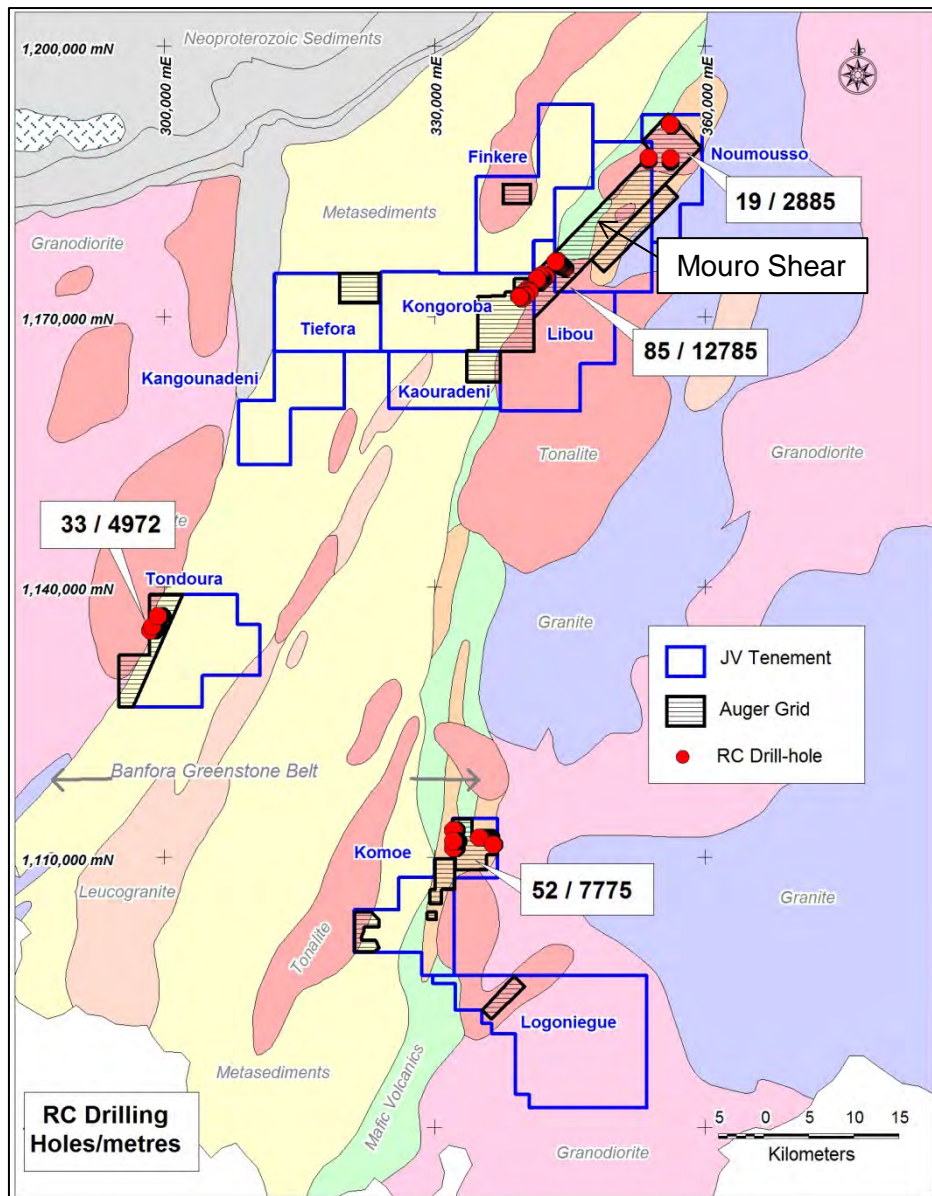 1,200,000 mN
Neoproterozoic Sediments
300,000 mE
330,000 mE
360,000 mE
Finkere
Noumousso
Metasediments
19 / 2885
Granodiorite
Mouro Shear
Kongoroba
1,170,000 mN
Tiefora
Libou
85 / 12785
Kangounadeni
Kaouradeni
Tonalite
Granodiorite
33 / 4972
Tondoura
1,140,000 mN
Granite
JV Tenement
Auger Grid
RC Drill-hole
Banfora Greenstone Belt
Komoe
1,110,000 mN
52 / 7775
Leucogranite
Granite
Tonalite
Logoniegue
Mafic Volcanics
Metasediments
RC Drilling
Holes/metres
5 0 5 10 15
Kilometers
Granodiorite